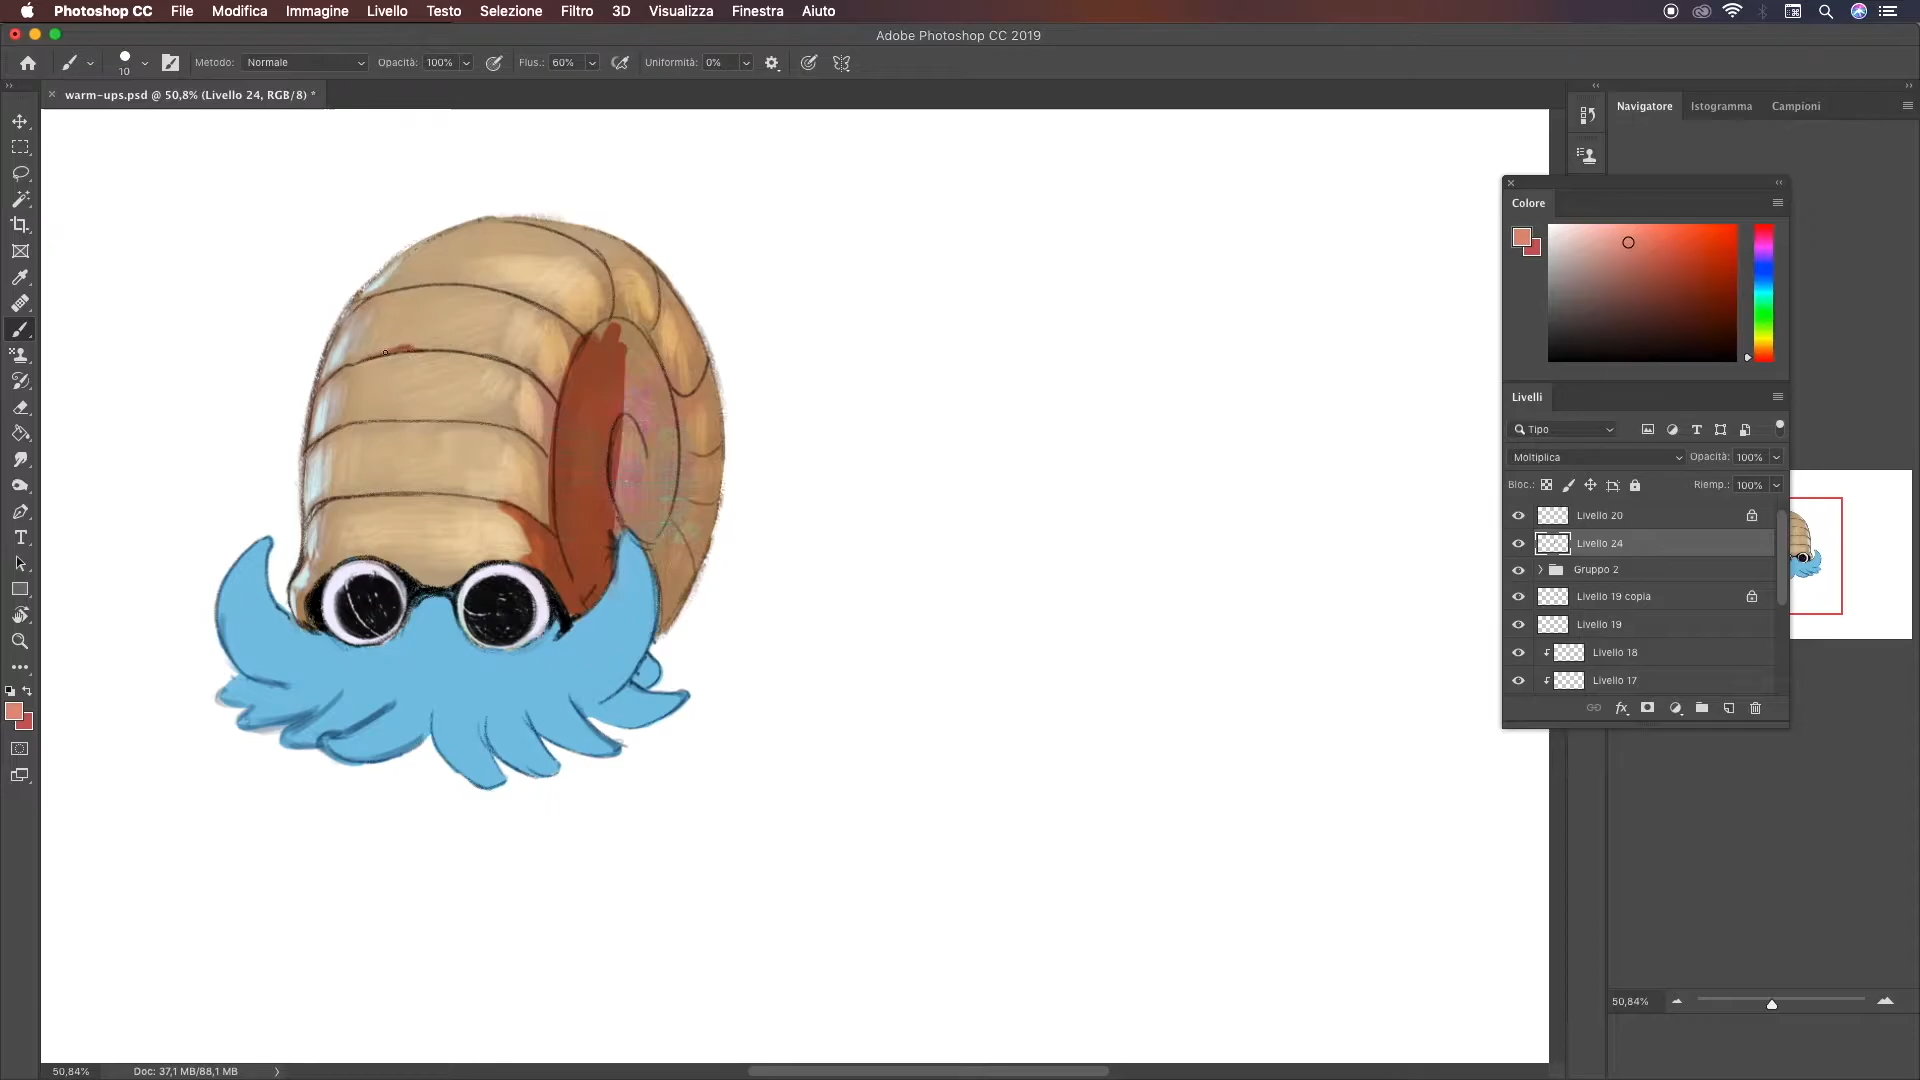 Photoshop CC File Modifica Immagine Livello Testo Selezione Filtro 3D Visualizza Finestra Aiuto
Adobe Photoshop CC 2019
10 Metodo: Normale Opacità: 100% Flus.: 60% Uniformità: 0%
warm-ups.psd @ 50,8% (Livello 24, RGB/8) *
Navigatore Istogramma Campioni
Colore
Livelli
Tipo
Moltiplica Opacità: 100%
Bloc.: Riemp.: 100%
Livello 20
Livello 24
Gruppo 2
Livello 19 copia
Livello 19
Livello 18
Livello 17
fx
50,84%
50,84% Doc: 37,1 MB/88,1 MB